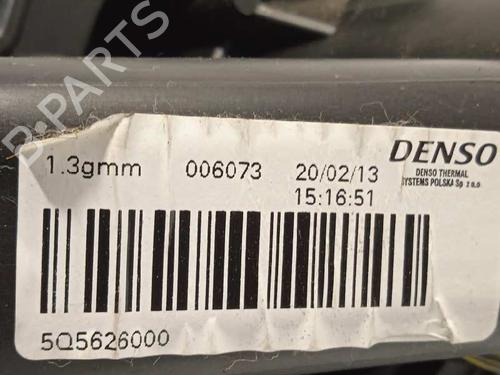 B-PARTS
1.3gmm 006073 20/02/13 DENSO
15:16:51
DENSO THERMAL
SYSTEMS POLSKA Sp z o.o
5Q5626000